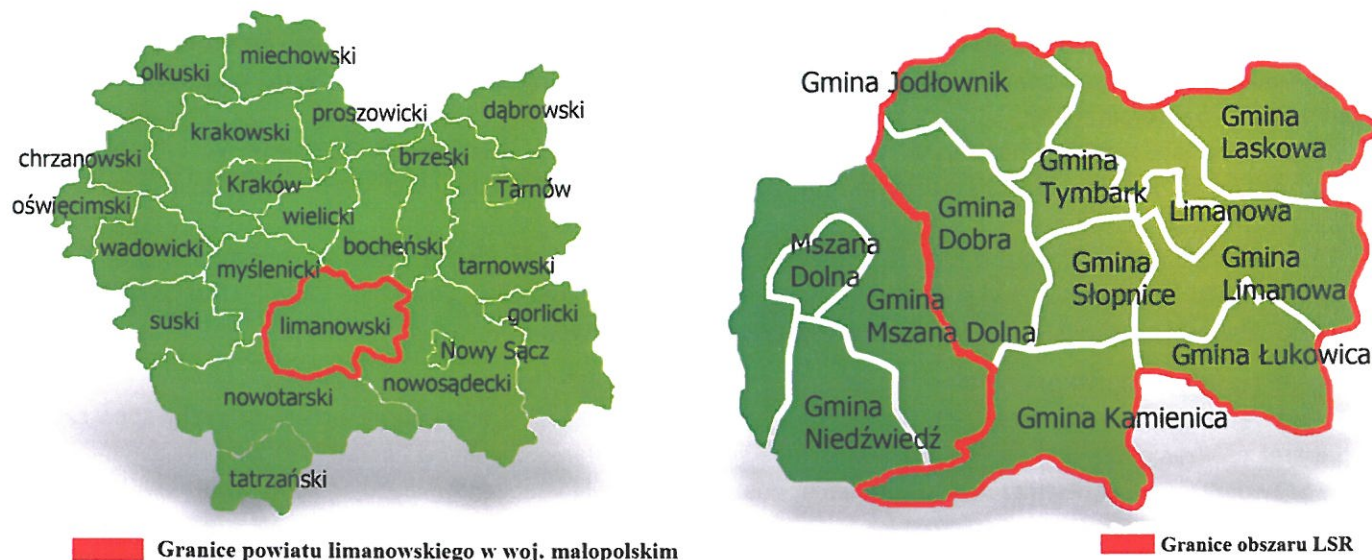 miechowski
olkuski
proszowicki
dąbrowski
krakowski
brzeski
chrzanowski
Kraków
Tarnów
oświęcimski
wielicki
wadowicki
bocheński
myślenicki
tarnowski
suski
limanowski
gorlicki
Nowy Sącz
nowosądecki
nowotarski
tatrzański
Granice powiatu limanowskiego w woj. małopolskim
Gmina Jodłownik
Gmina
Laskowa
Gmina
Tymbark
Limanowa
Gmina
Dobra
Mszana
Dolna
Gmina
Słopnice
Gmina
Limanowa
Gmina
Mszana Dolna
Gmina Łukowica
Gmina
Niedźwiedź
Gmina Kamienica
Granice obszaru LSR